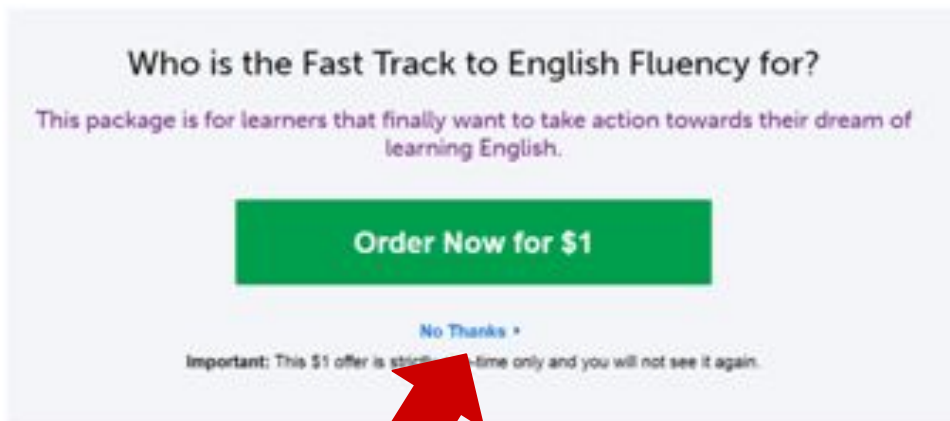 Who is the Fast Track to English Fluency for?
This package is for learners that finally want to take action towards their dream of
learning English.
Order Now for $1
No Thanks ▸
Important: This $1 offer is strictly -time only and you will not see it again.